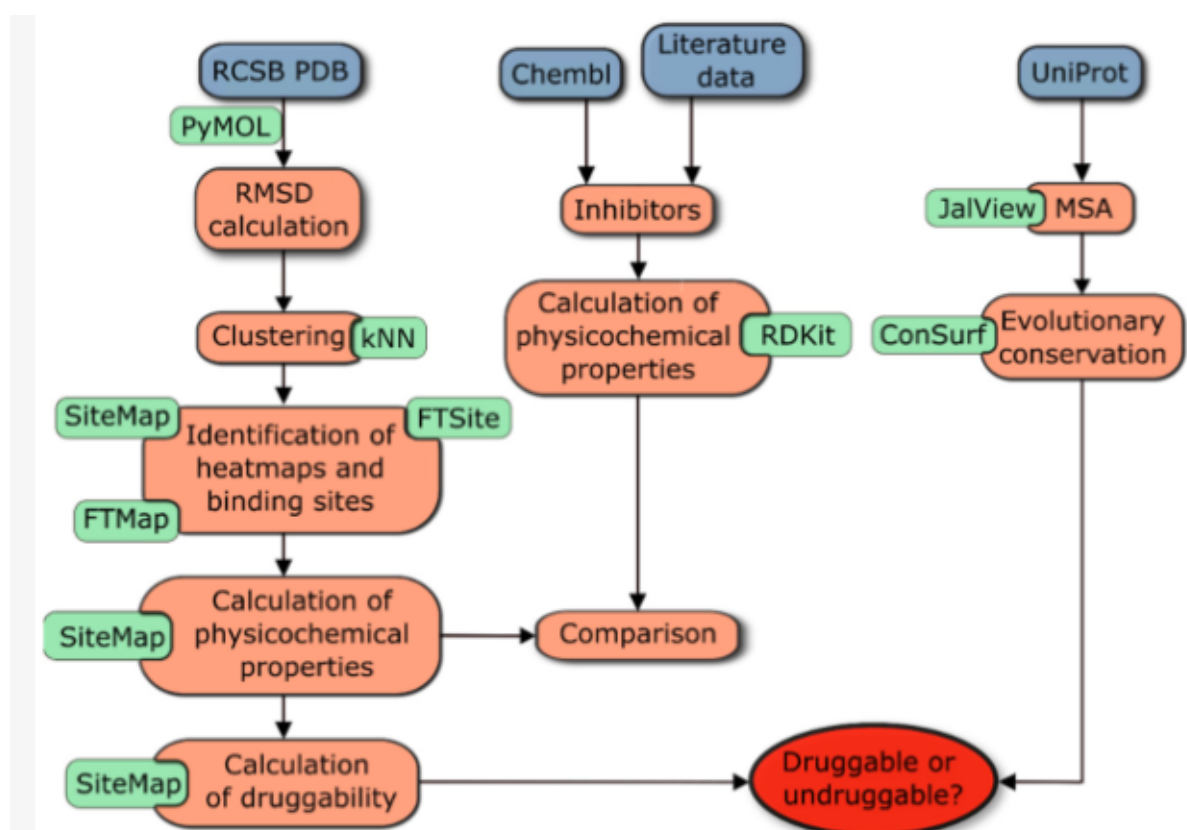 RCSB PDB
PyMOL
RMSD
calculation
Clustering
kNN
SiteMap
FTSite
Identification of
heatmaps and
binding sites
FTMap
Calculation of
physicochemical
properties
SiteMap
Calculation
of druggability
SiteMap
Chembl
Literature
data
Inhibitors
Calculation of
physicochemical
properties
RDKit
Comparison
UniProt
JalView
MSA
ConSurf
Evolutionary
conservation
Druggable or
undruggable?